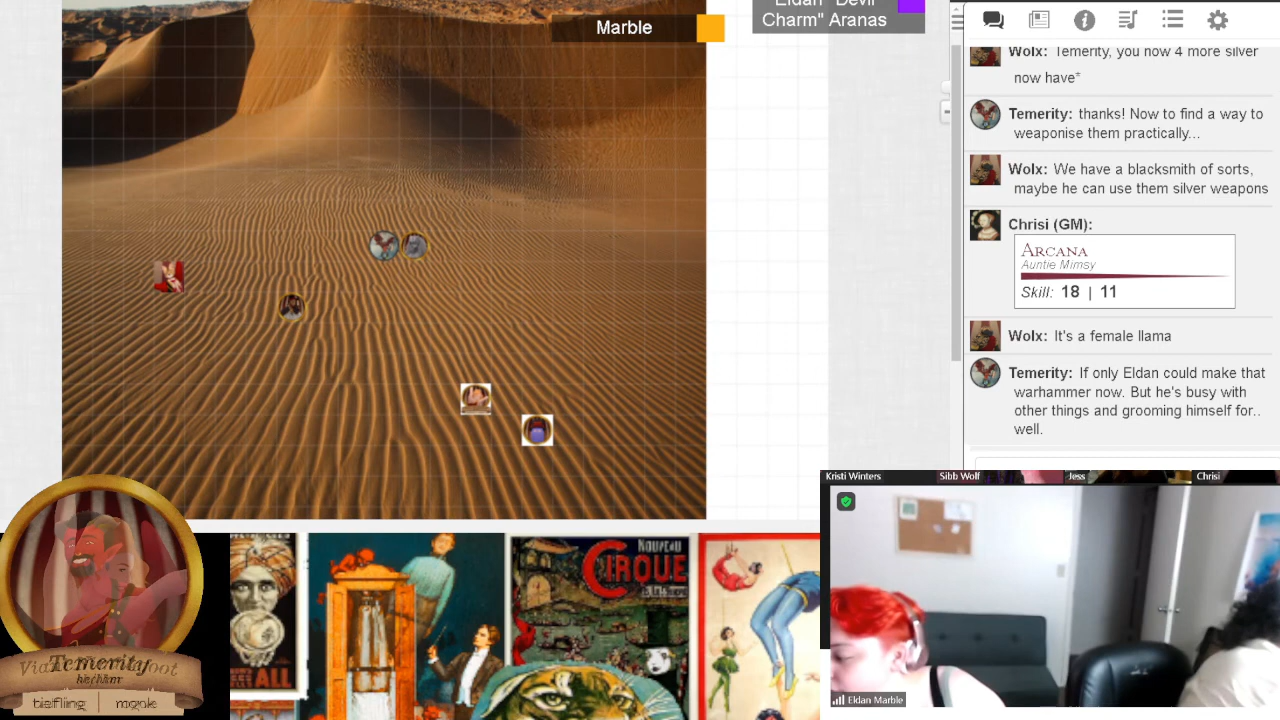 Marble
Eldan "Devil
Charm" Aranas
Wolx: Temerity, you now 4 more silver
now have*
Temerity: thanks! Now to find a way to
weaponise them practically...
Wolx: We have a blacksmith of sorts,
maybe he can use them silver weapons
Chrisi (GM):
ARCANA
Auntie Mimsy
Skill: 18 | 11
Wolx: It's a female llama
Temerity: If only Eldan could make that
warhammer now. But he's busy with
other things and grooming himself for..
well.
Kristi Winters
Sibb Wolf
Jess
Chrisi
Eldan Marble
Temerity
tiefling
ALL
NOUVEAU
CIRQUE